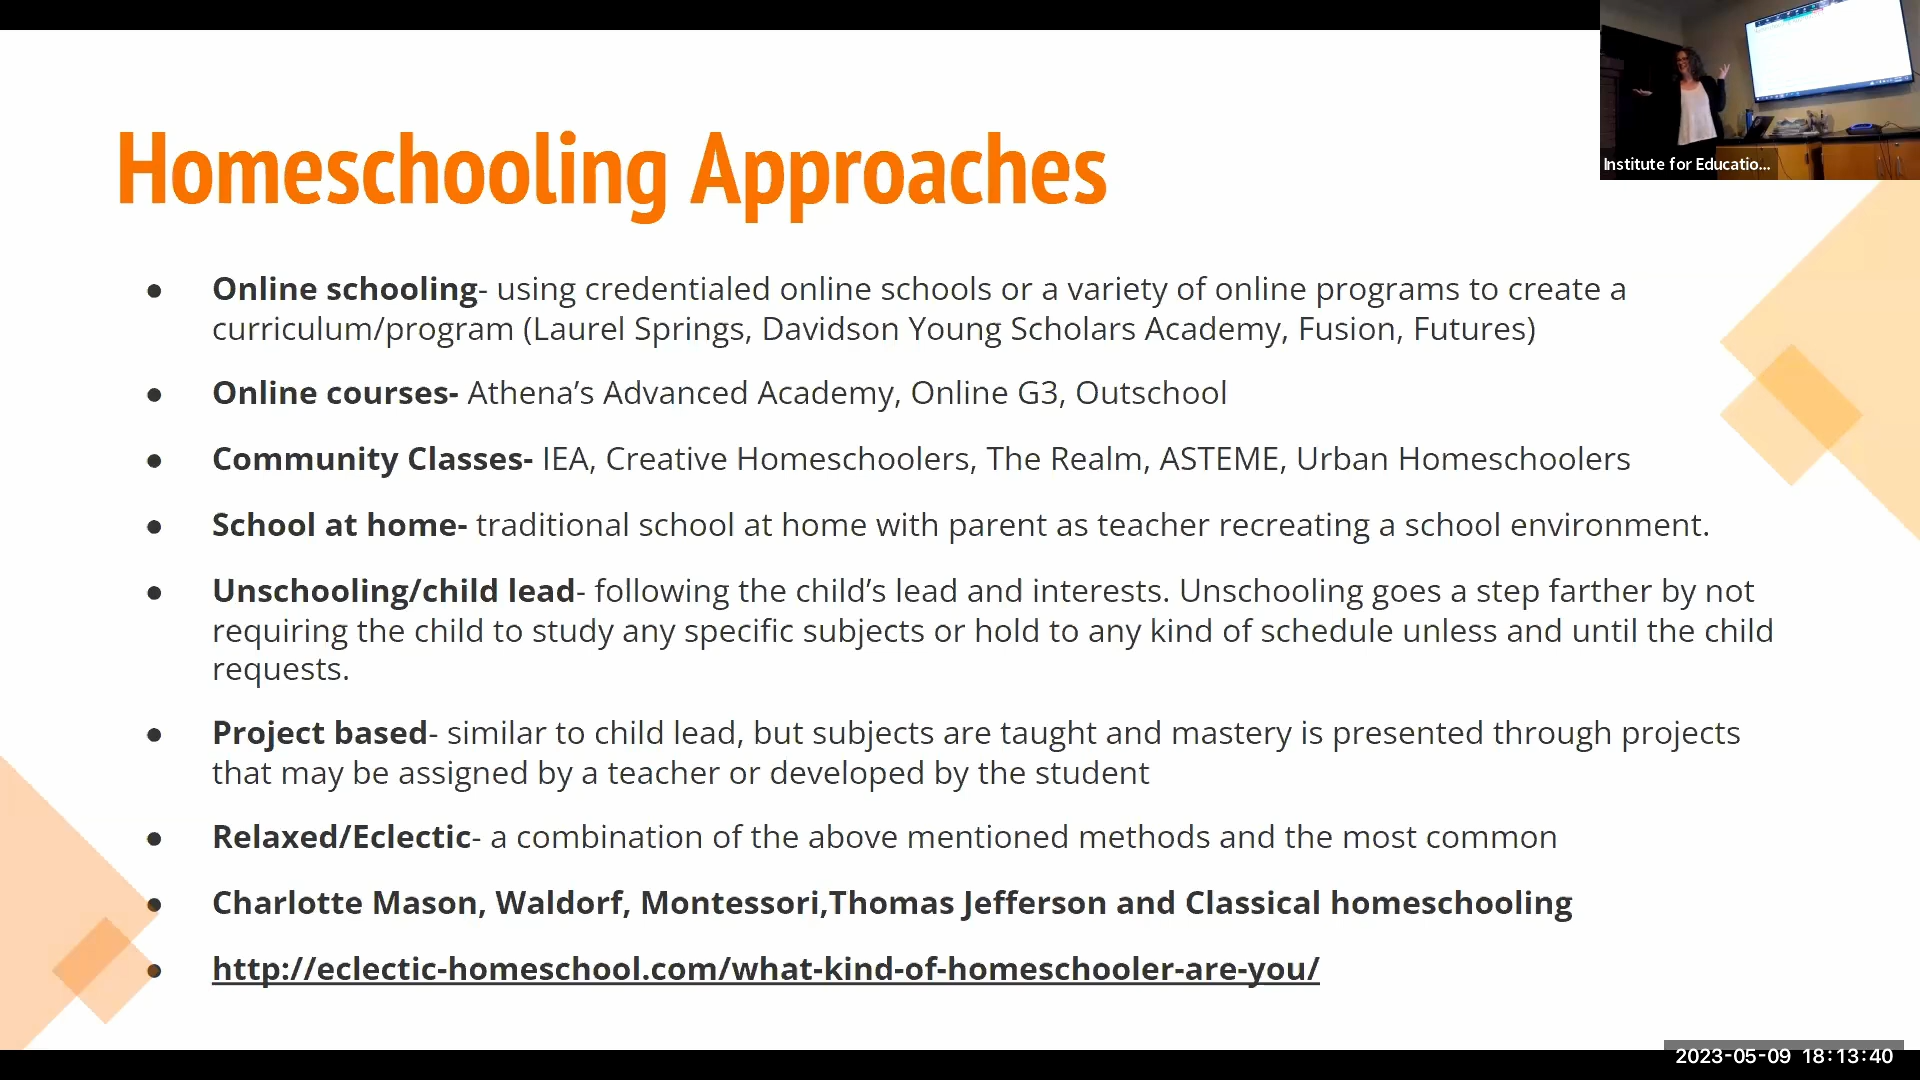 Institute for Educatio...
Homeschooling Approaches
● Online schooling- using credentialed online schools or a variety of online programs to create a
curriculum/program (Laurel Springs, Davidson Young Scholars Academy, Fusion, Futures)
● Online courses- Athena’s Advanced Academy, Online G3, Outschool
● Community Classes- IEA, Creative Homeschoolers, The Realm, ASTEME, Urban Homeschoolers
● School at home- traditional school at home with parent as teacher recreating a school environment.
● Unschooling/child lead- following the child’s lead and interests. Unschooling goes a step farther by not
requiring the child to study any specific subjects or hold to any kind of schedule unless and until the child
requests.
● Project based- similar to child lead, but subjects are taught and mastery is presented through projects
that may be assigned by a teacher or developed by the student
● Relaxed/Eclectic- a combination of the above mentioned methods and the most common
● Charlotte Mason, Waldorf, Montessori,Thomas Jefferson and Classical homeschooling
● http://eclectic-homeschool.com/what-kind-of-homeschooler-are-you/
2023-05-09 18:13:40